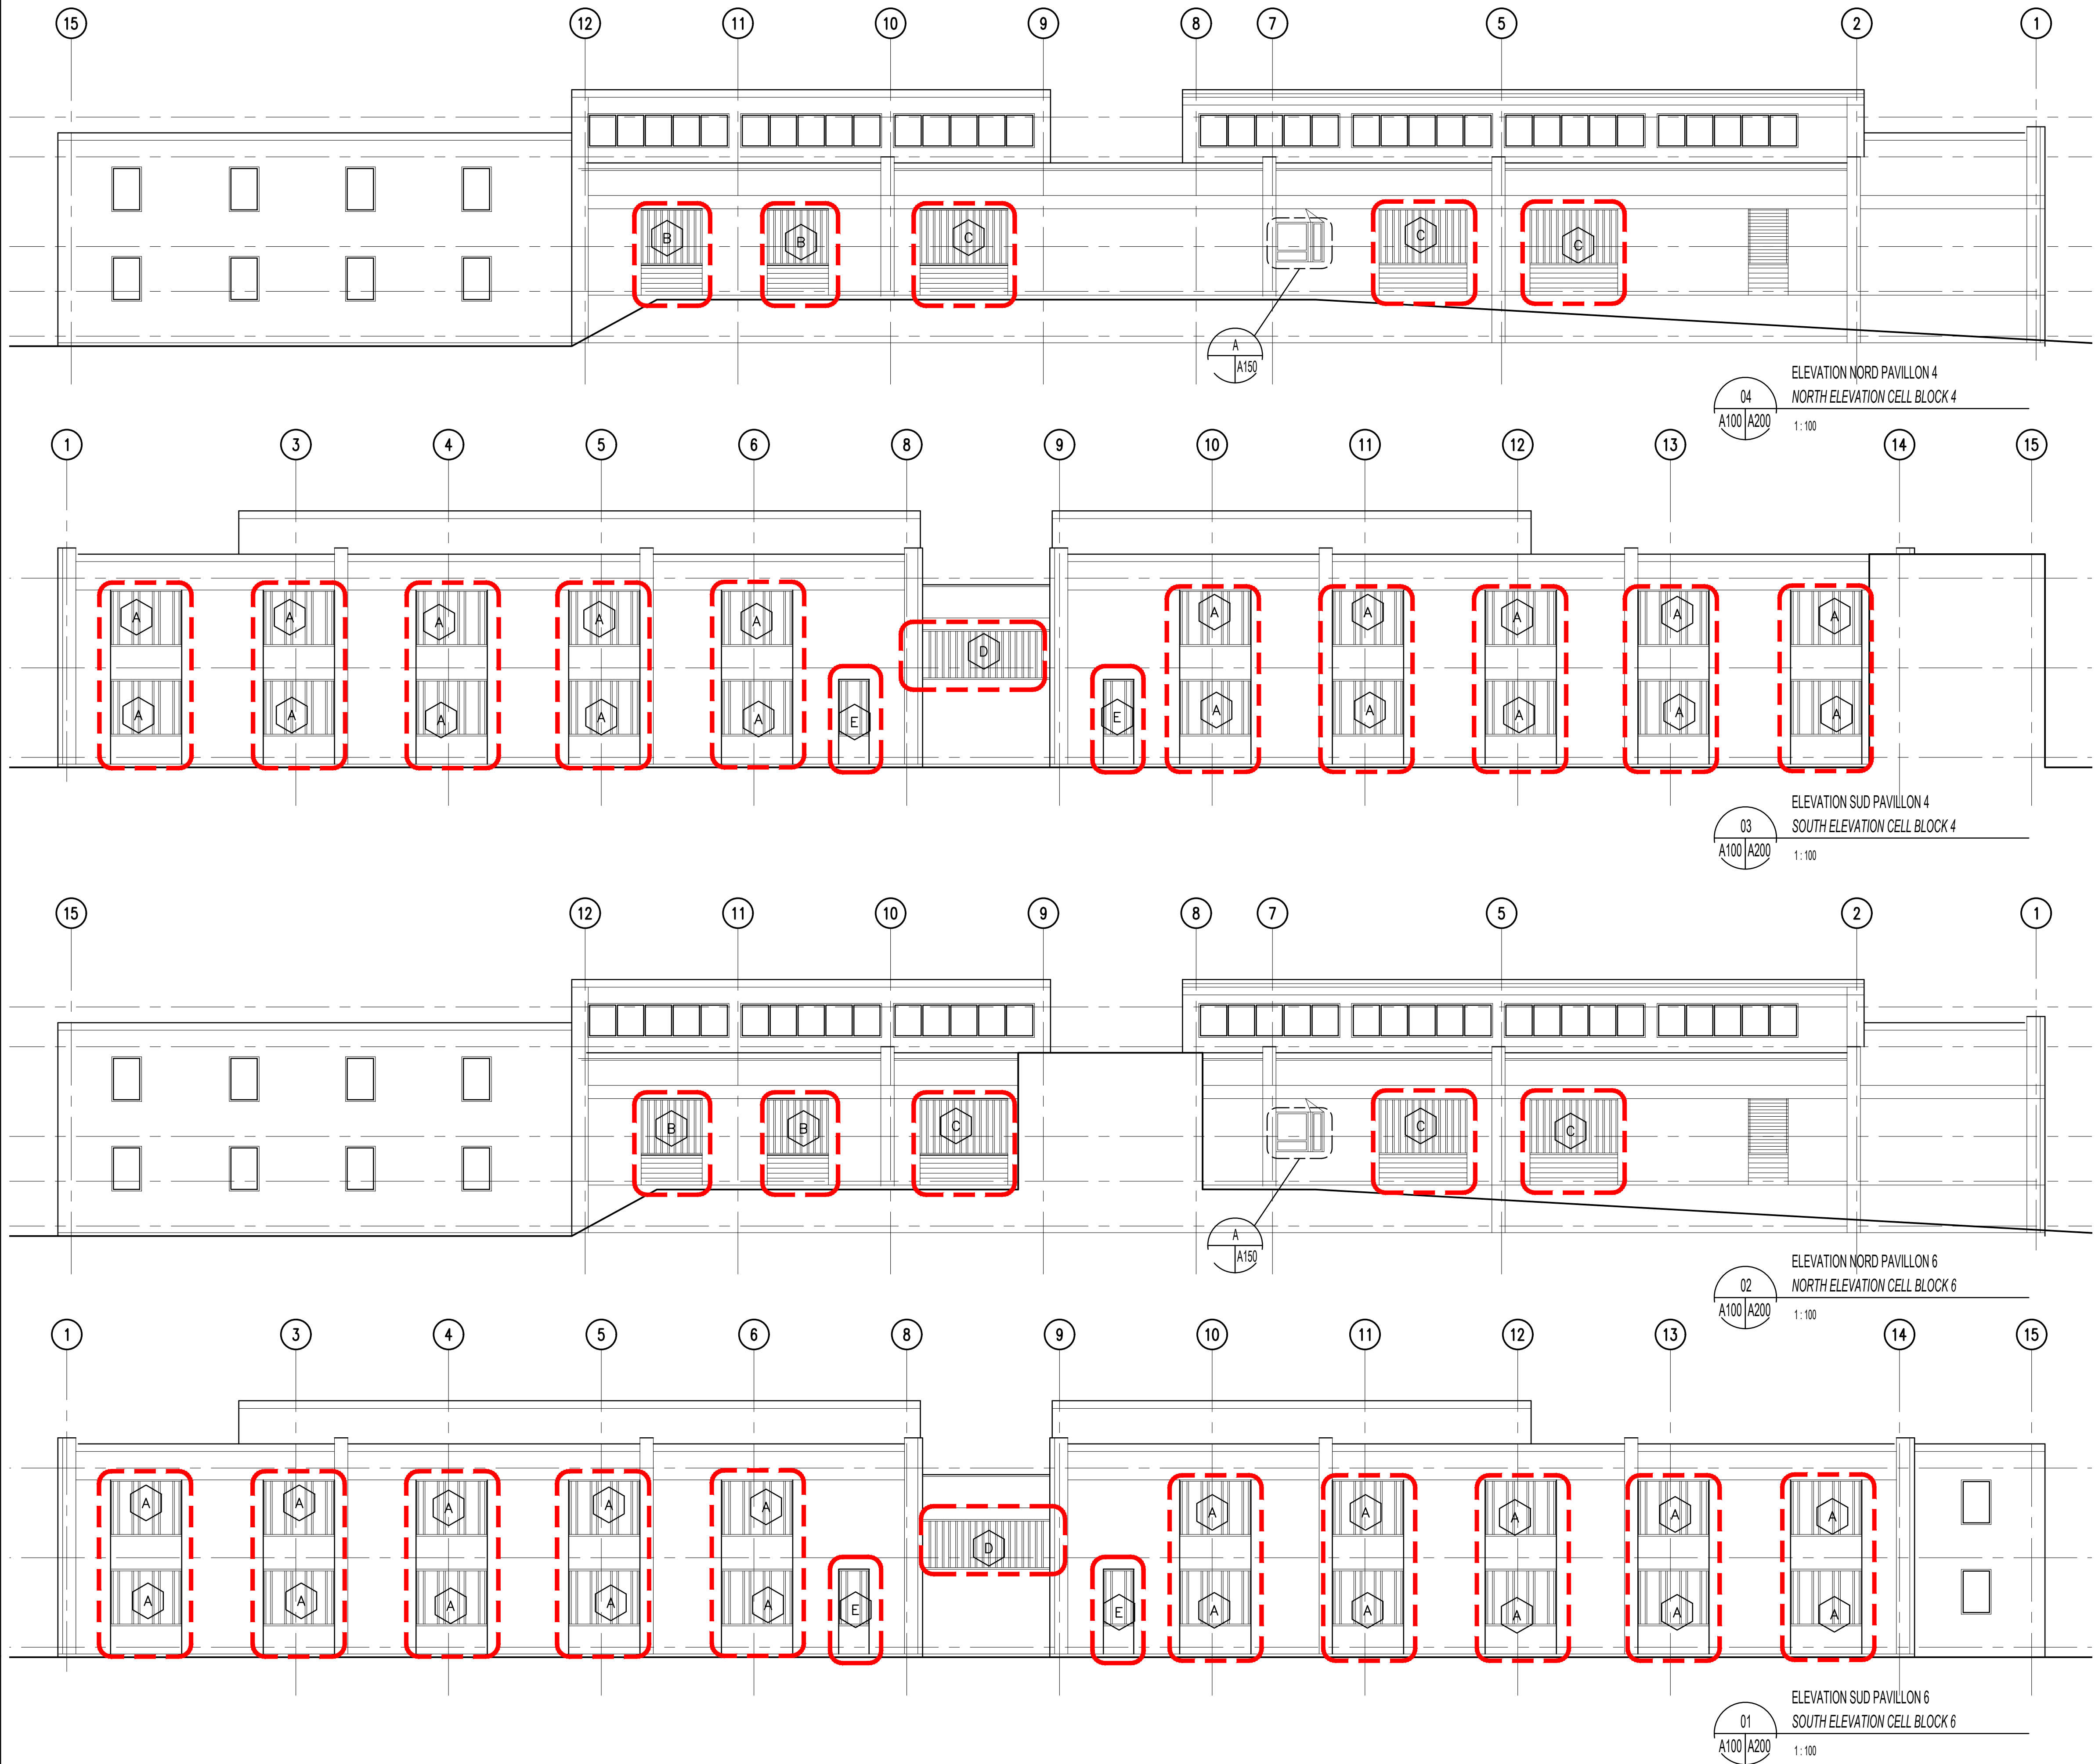 15 12 11 10 9 8 7 5 2 1
B B C C C
A
A150
ELEVATION NORD PAVILLON 4
04 NORTH ELEVATION CELL BLOCK 4
A100 A200 1 : 100
1 3 4 5 6 8 9 10 11 12 13 14 15
A A A A A A A A A A
D
A A A A A E E A A A A A
ELEVATION SUD PAVILLON 4
03 SOUTH ELEVATION CELL BLOCK 4
A100 A200 1 : 100
15 12 11 10 9 8 7 5 2 1
B B C C C
A
A150
ELEVATION NORD PAVILLON 6
02 NORTH ELEVATION CELL BLOCK 6
A100 A200 1 : 100
1 3 4 5 6 8 9 10 11 12 13 14 15
A A A A A A A A A A
D
A A A A A E E A A A A A
ELEVATION SUD PAVILLON 6
01 SOUTH ELEVATION CELL BLOCK 6
A100 A200 1 : 100